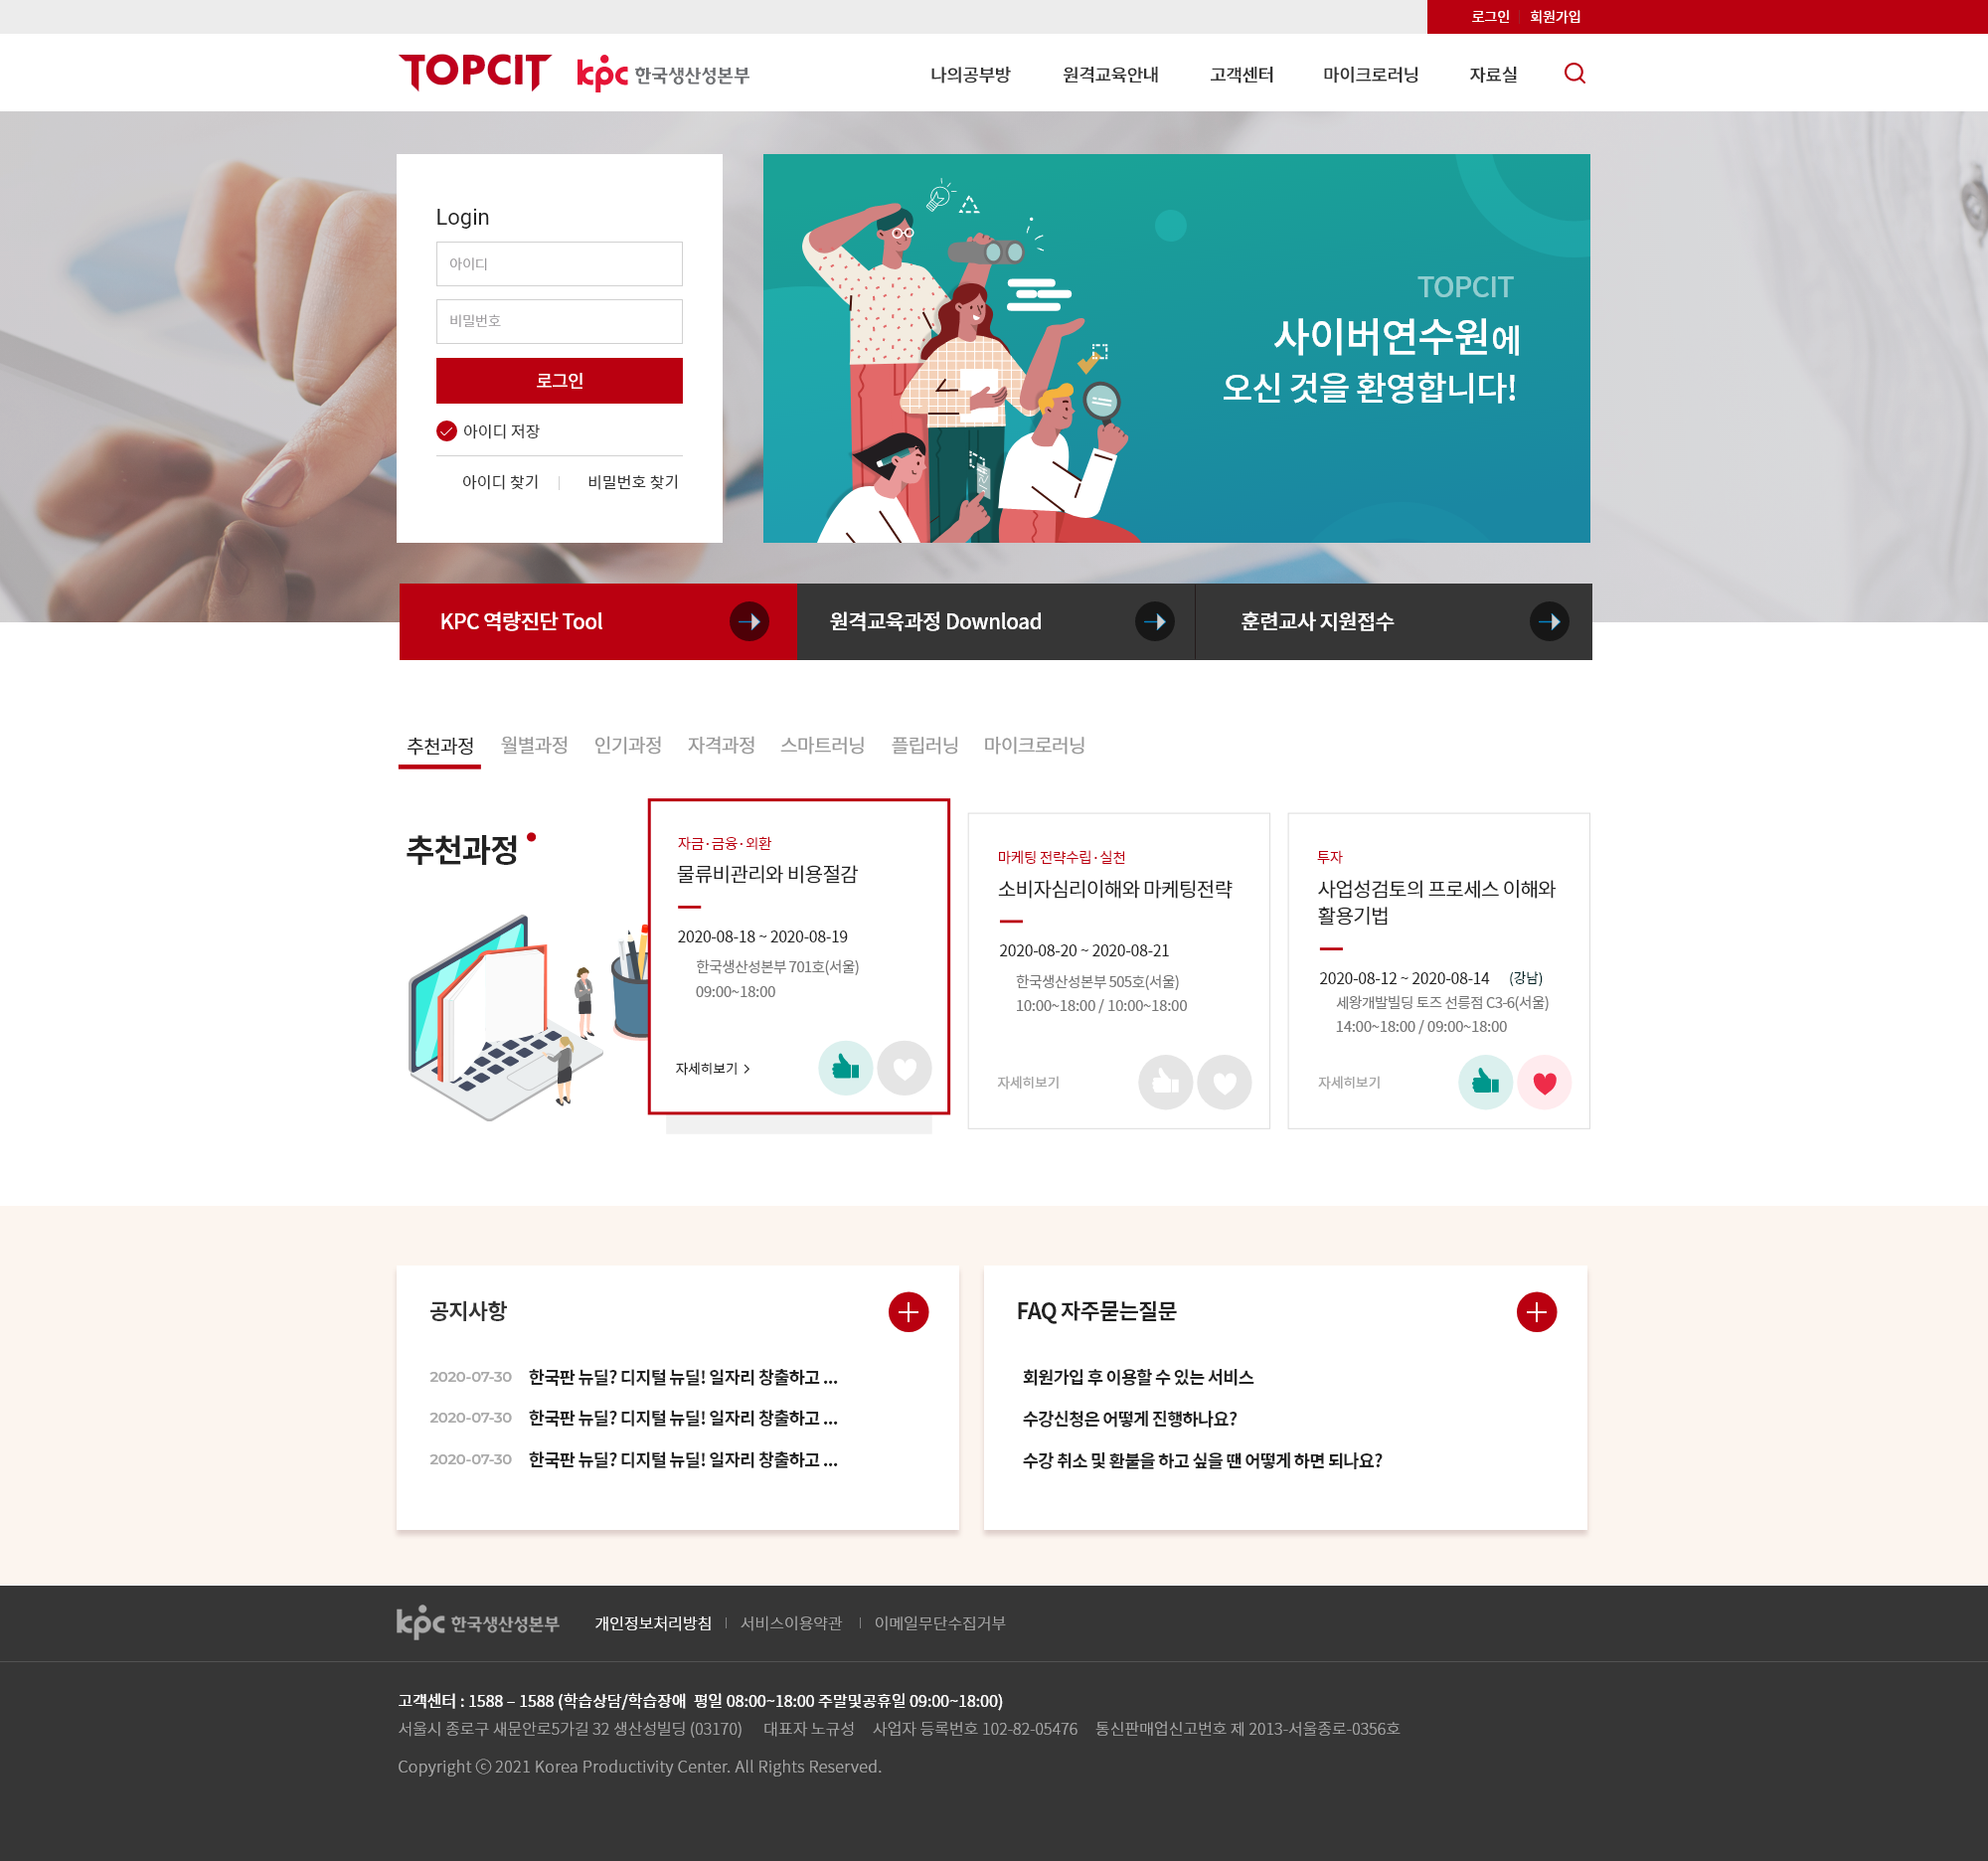 로그인 회원가입
TOPCIT kpc 한국생산성본부 나의공부방 원격교육안내 고객센터 마이크로러닝 자료실
Login
아이디
비밀번호
로그인
아이디 저장
아이디 찾기 비밀번호 찾기
TOPCIT
사이버연수원에
오신 것을 환영합니다!
KPC 역량진단 Tool 원격교육과정 Download 훈련교사 지원접수
추천과정 월별과정 인기과정 자격과정 스마트러닝 플립러닝 마이크로러닝
추천과정
자금·금융·외환
물류비관리와 비용절감
2020-08-18 ~ 2020-08-19
한국생산성본부 701호(서울)
09:00~18:00
자세히보기
마케팅 전략수립·실천
소비자심리이해와 마케팅전략
2020-08-20 ~ 2020-08-21
한국생산성본부 505호(서울)
10:00~18:00 / 10:00~18:00
자세히보기
투자
사업성검토의 프로세스 이해와
활용기법
2020-08-12 ~ 2020-08-14 (강남)
세왕개발빌딩 토즈 선릉점 C3-6(서울)
14:00~18:00 / 09:00~18:00
자세히보기
공지사항
2020-07-30 한국판 뉴딜? 디지털 뉴딜! 일자리 창출하고 ...
2020-07-30 한국판 뉴딜? 디지털 뉴딜! 일자리 창출하고 ...
2020-07-30 한국판 뉴딜? 디지털 뉴딜! 일자리 창출하고 ...
FAQ 자주묻는질문
회원가입 후 이용할 수 있는 서비스
수강신청은 어떻게 진행하나요?
수강 취소 및 환불을 하고 싶을 땐 어떻게 하면 되나요?
kpc 한국생산성본부 개인정보처리방침 서비스이용약관 이메일무단수집거부
고객센터 : 1588 – 1588 (학습상담/학습장애 평일 08:00~18:00 주말및공휴일 09:00~18:00)
서울시 종로구 새문안로5가길 32 생산성빌딩 (03170) 대표자 노규성 사업자 등록번호 102-82-05476 통신판매업신고번호 제 2013-서울종로-0356호
Copyright ⓒ 2021 Korea Productivity Center. All Rights Reserved.